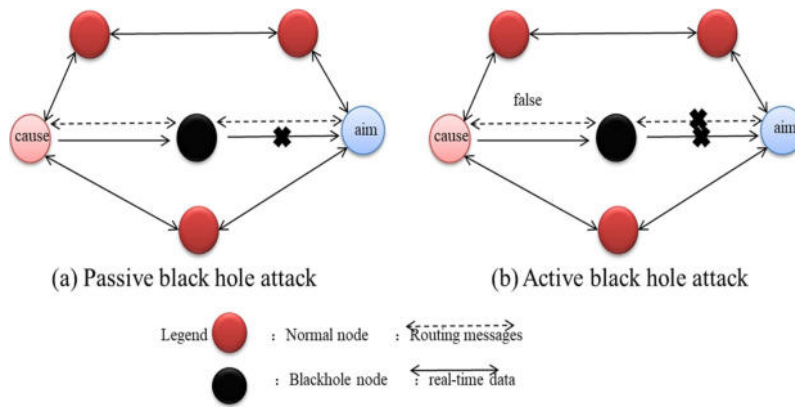 cause
aim
(a) Passive black hole attack
false
cause
aim
(b) Active black hole attack
Legend : Normal node : Routing messages
: Blackhole node : real-time data